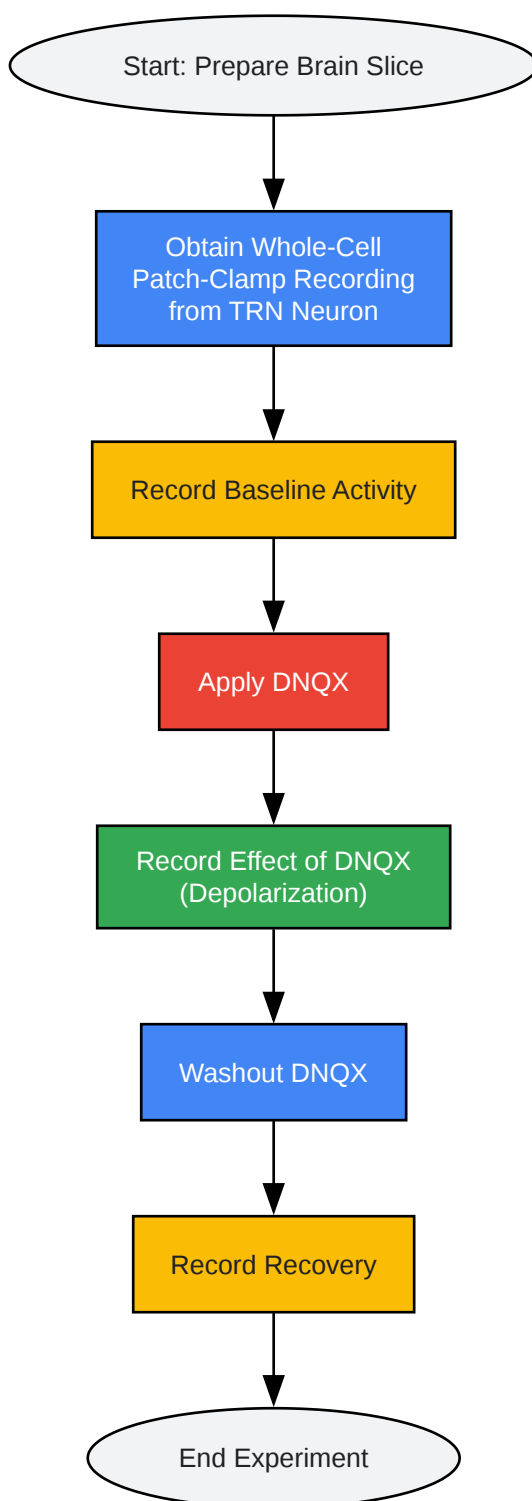 Start: Prepare Brain Slice
Obtain Whole-Cell
Patch-Clamp Recording
from TRN Neuron
Record Baseline Activity
Apply DNQX
Record Effect of DNQX
(Depolarization)
Washout DNQX
Record Recovery
End Experiment